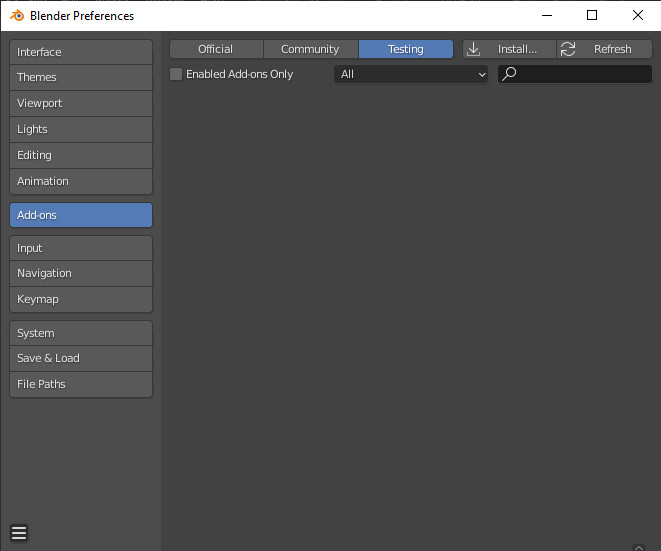 Blender Preferences
Interface
Themes
Viewport
Lights
Editing
Animation
Add-ons
Input
Navigation
Keymap
System
Save & Load
File Paths
Official Community Testing Install... Refresh
Enabled Add-ons Only All